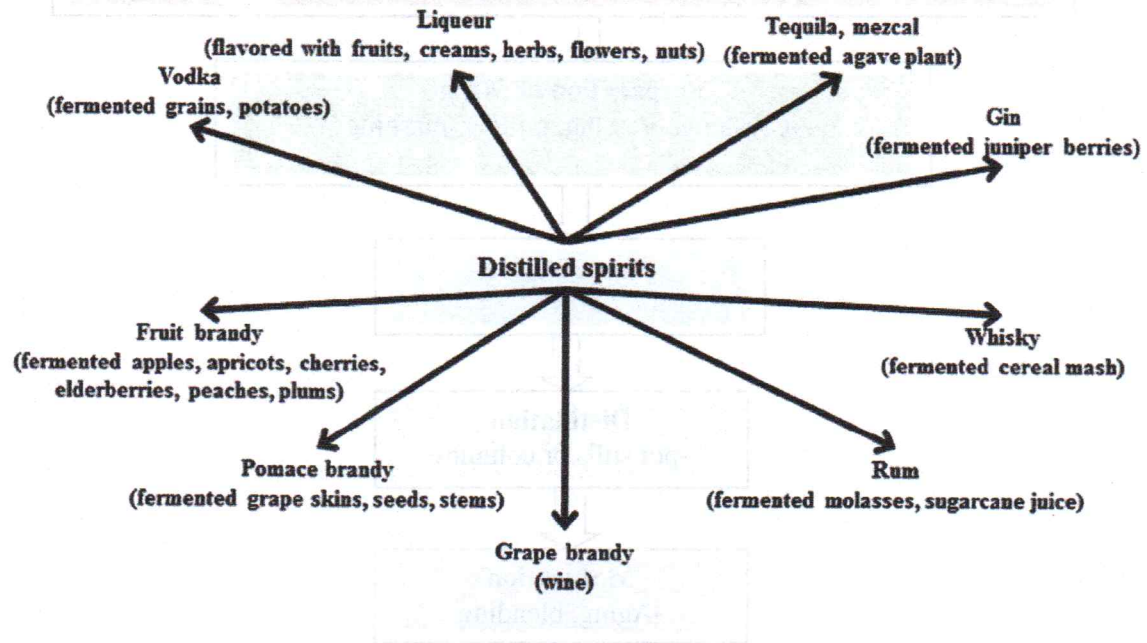 Liqueur
(flavored with fruits, creams, herbs, flowers, nuts)
Tequila, mezcal
(fermented agave plant)
Vodka
(fermented grains, potatoes)
Gin
(fermented juniper berries)
Distilled spirits
Fruit brandy
(fermented apples, apricots, cherries,
elderberries, peaches, plums)
Whisky
(fermented cereal mash)
Pomace brandy
(fermented grape skins, seeds, stems)
Rum
(fermented molasses, sugarcane juice)
Grape brandy
(wine)